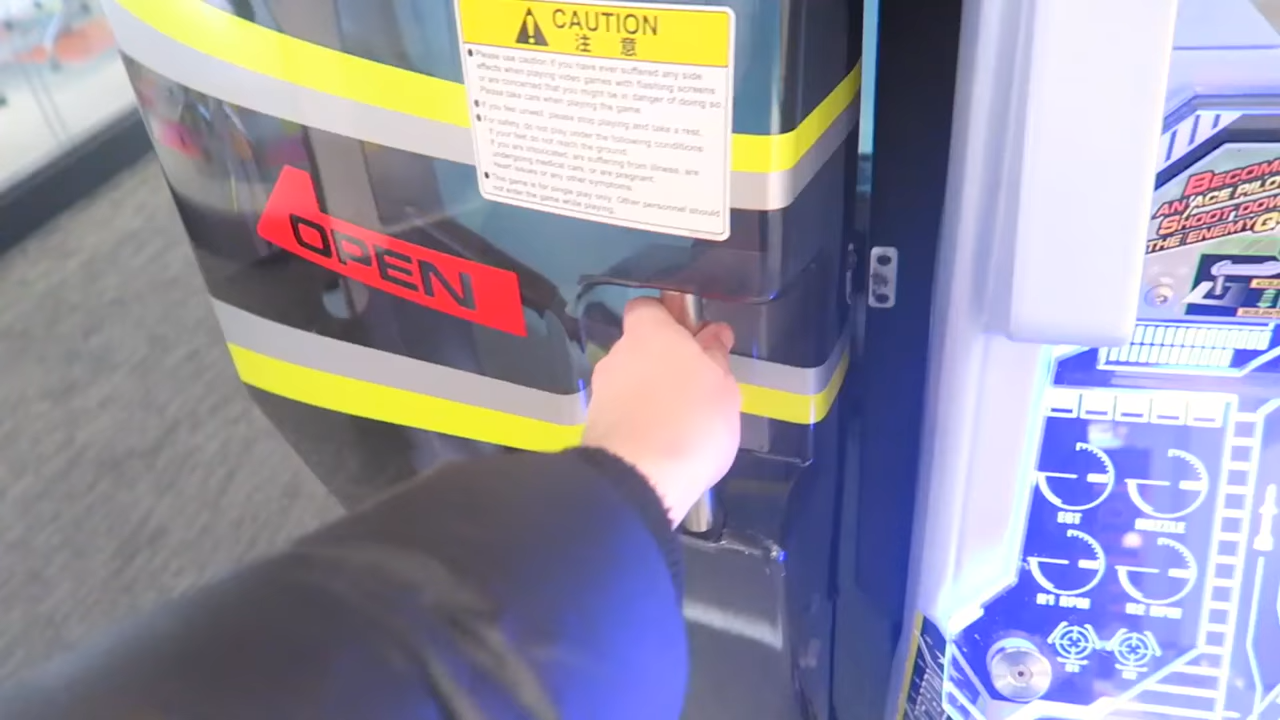 CAUTION
注 意
● Please use caution if you have ever suffered any side
effects when playing video games with flashing screens
or are concerned that you might be in danger of doing so.
Please take care when playing the game.
● If you feel unwell, please stop playing and take a rest.
● For safety, do not play under the following conditions
If your feet do not reach the ground.
If you are intoxicated, are suffering from illness, are
undergoing medical care, or are pregnant.
heart issues or any other symptoms.
● This game is for single play only. Other personnel should
not enter the game while playing.
OPEN
BECOM
AN ACE PILO
SHOOT DOW
THE ENEMY
EGT
NOZZLE
R1 RPM
R2 RPM